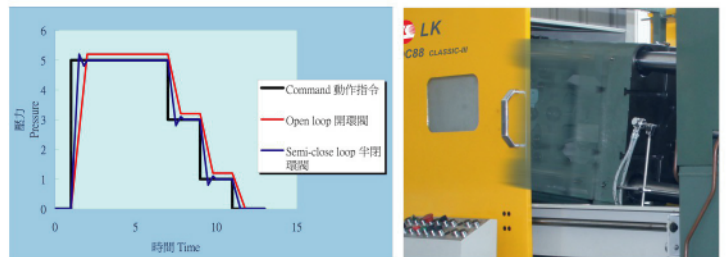 6
5
4
3
2
1
0
壓力
Pressure
0
5
10
15
時間 Time
Command 動作指令
Open loop 開環閥
Semi-close loop 半閉
環閥
LK
C88 CLASSIC-III